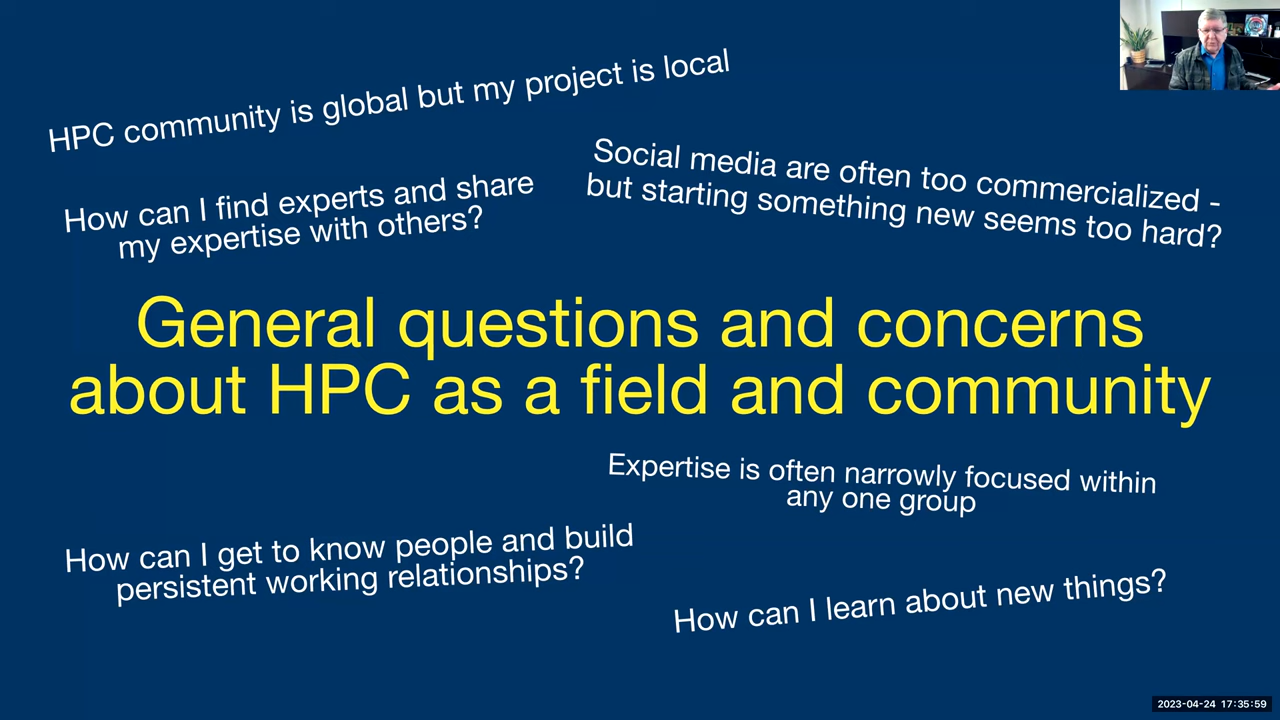 HPC community is global but my project is local
Social media are often too commercialized -
but starting something new seems too hard?
How can I find experts and share
my expertise with others?
General questions and concerns
about HPC as a field and community
Expertise is often narrowly focused within
any one group
How can I get to know people and build
persistent working relationships?
How can I learn about new things?
2023-04-24 17:35:59